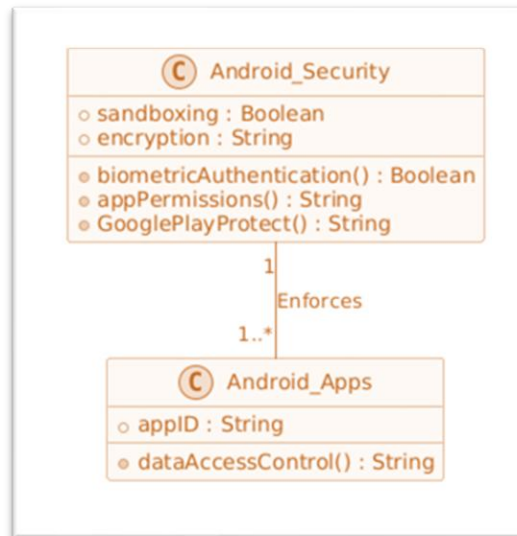 C Android_Security
sandboxing : Boolean
encryption : String
biometricAuthentication() : Boolean
appPermissions() : String
GooglePlayProtect() : String
1
Enforces
1..*
C Android_Apps
appID : String
dataAccessControl() : String